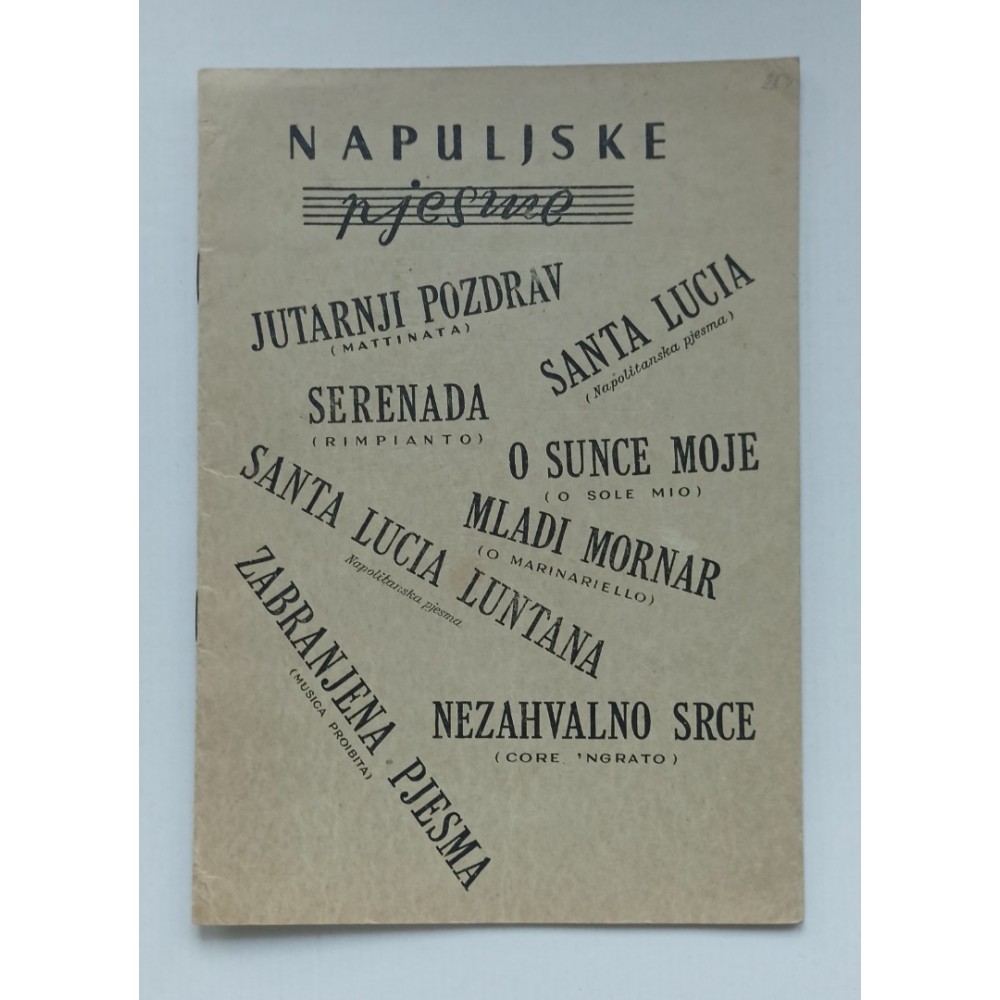 NAPULJSKE
pjesme
JUTARNJI POZDRAV
(MATTINATA)
SANTA LUCIA
(Napolitanska pjesma)
SERENADA
(RIMPIANTO)
O SUNCE MOJE
(O SOLE MIO)
SANTA LUCIA LUNTANA
Napolitanska pjesma
MLADI MORNAR
(O MARINARIELLO)
ZABRANJENA PJESMA
(MUSICA PROIBITA)
NEZAHVALNO SRCE
(CORE 'NGRATO)